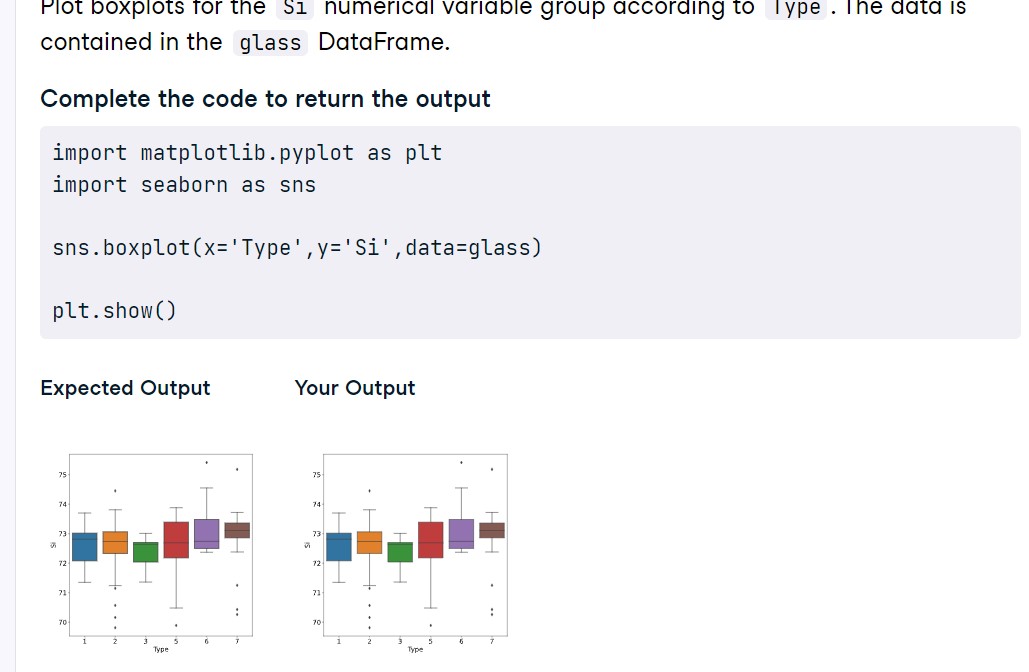 Plot boxplots for the Si numerical variable group according to Type. The data is
contained in the glass DataFrame.
Complete the code to return the output
import matplotlib.pyplot as plt
import seaborn as sns
sns.boxplot(x='Type',y='Si',data=glass)
plt.show()
Expected Output
Your Output
75
74
73
72
71
70
Si
1 2 3 5 6 7
Type
75
74
73
72
71
70
Si
1 2 3 5 6 7
Type